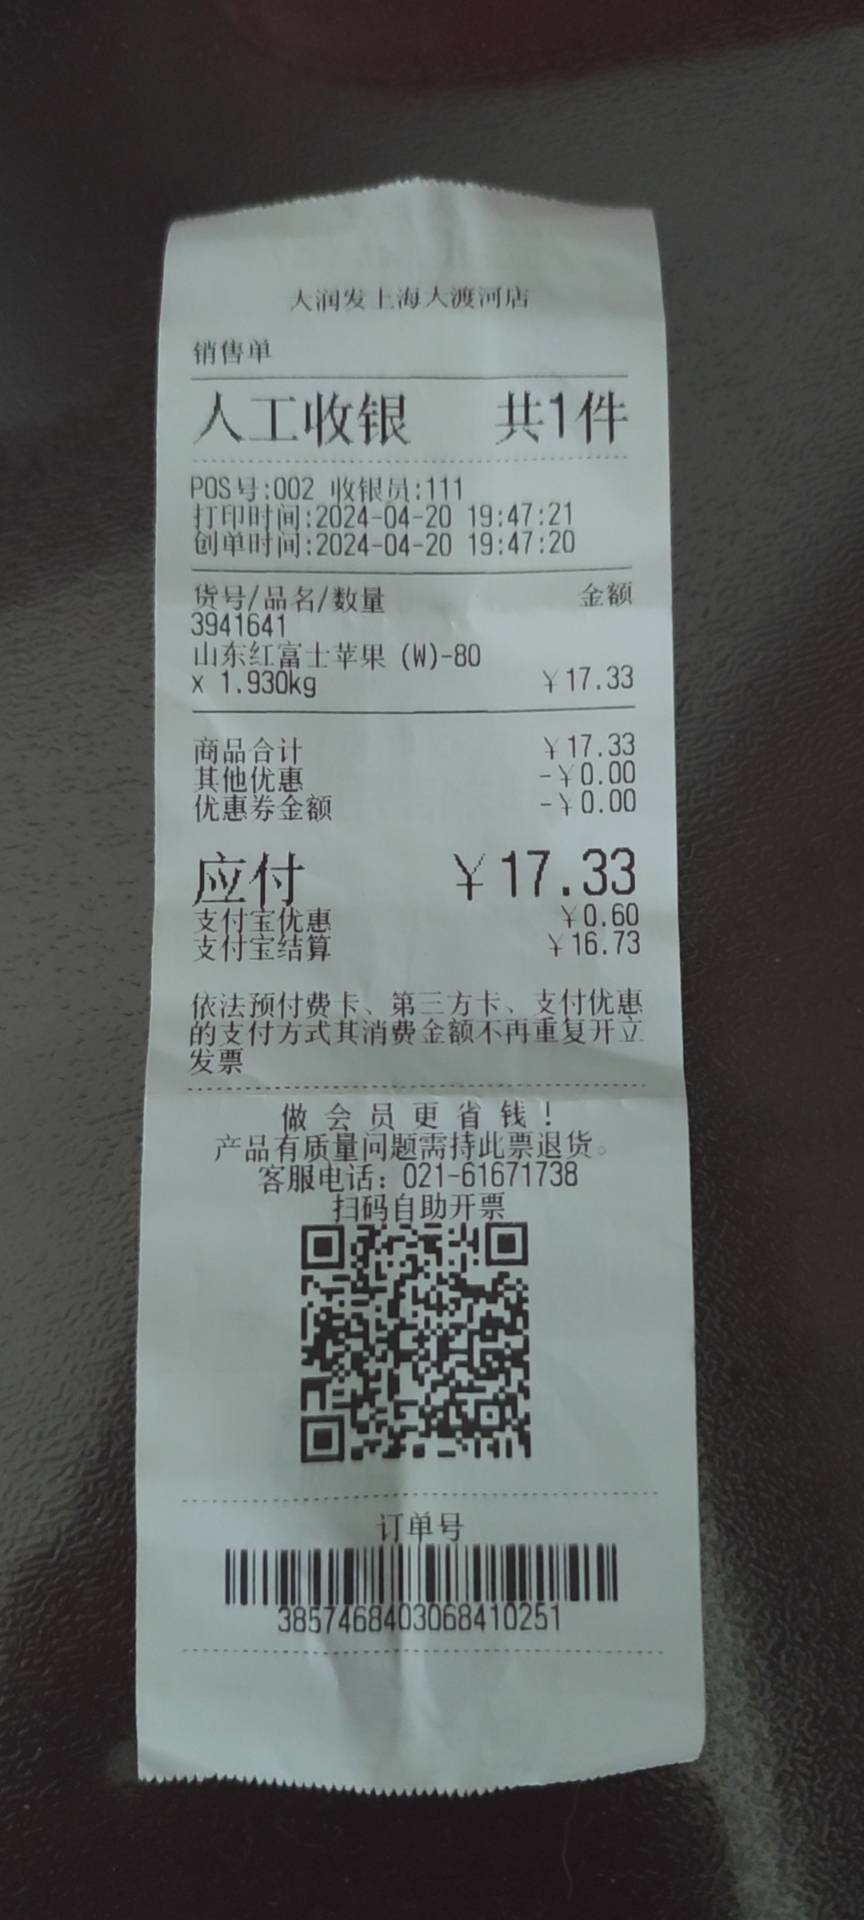 大润发上海大渡河店
销售单
人工收银 共1件
POS号:002 收银员:111
打印时间:2024-04-20 19:47:21
创单时间:2024-04-20 19:47:20
货号/品名/数量 金额
3941641
山东红富士苹果 (W)-80
x 1.930kg ¥17.33
商品合计 ¥17.33
其他优惠 -¥0.00
优惠券金额 -¥0.00
应付 ¥17.33
支付宝优惠 ¥0.60
支付宝结算 ¥16.73
依法预付费卡、第三方卡、支付优惠
的支付方式其消费金额不再重复开立
发票
做会员更省钱！
产品有质量问题需持此票退货。
客服电话：021-61671738
扫码自助开票
订单号
3857468403068410251